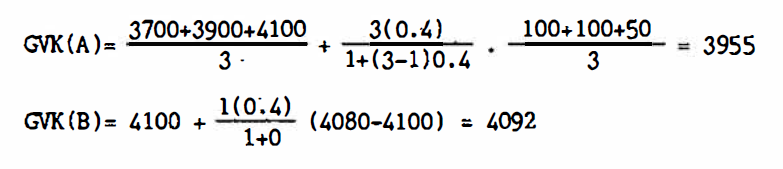 GVK(A)= 3700+3900+4100 / 3 + 3(0.4) / 1+(3-1)0.4 . 100+100+50 / 3 = 3955
GVK(B)= 4100 + 1(0.4) / 1+0 (4080-4100) = 4092